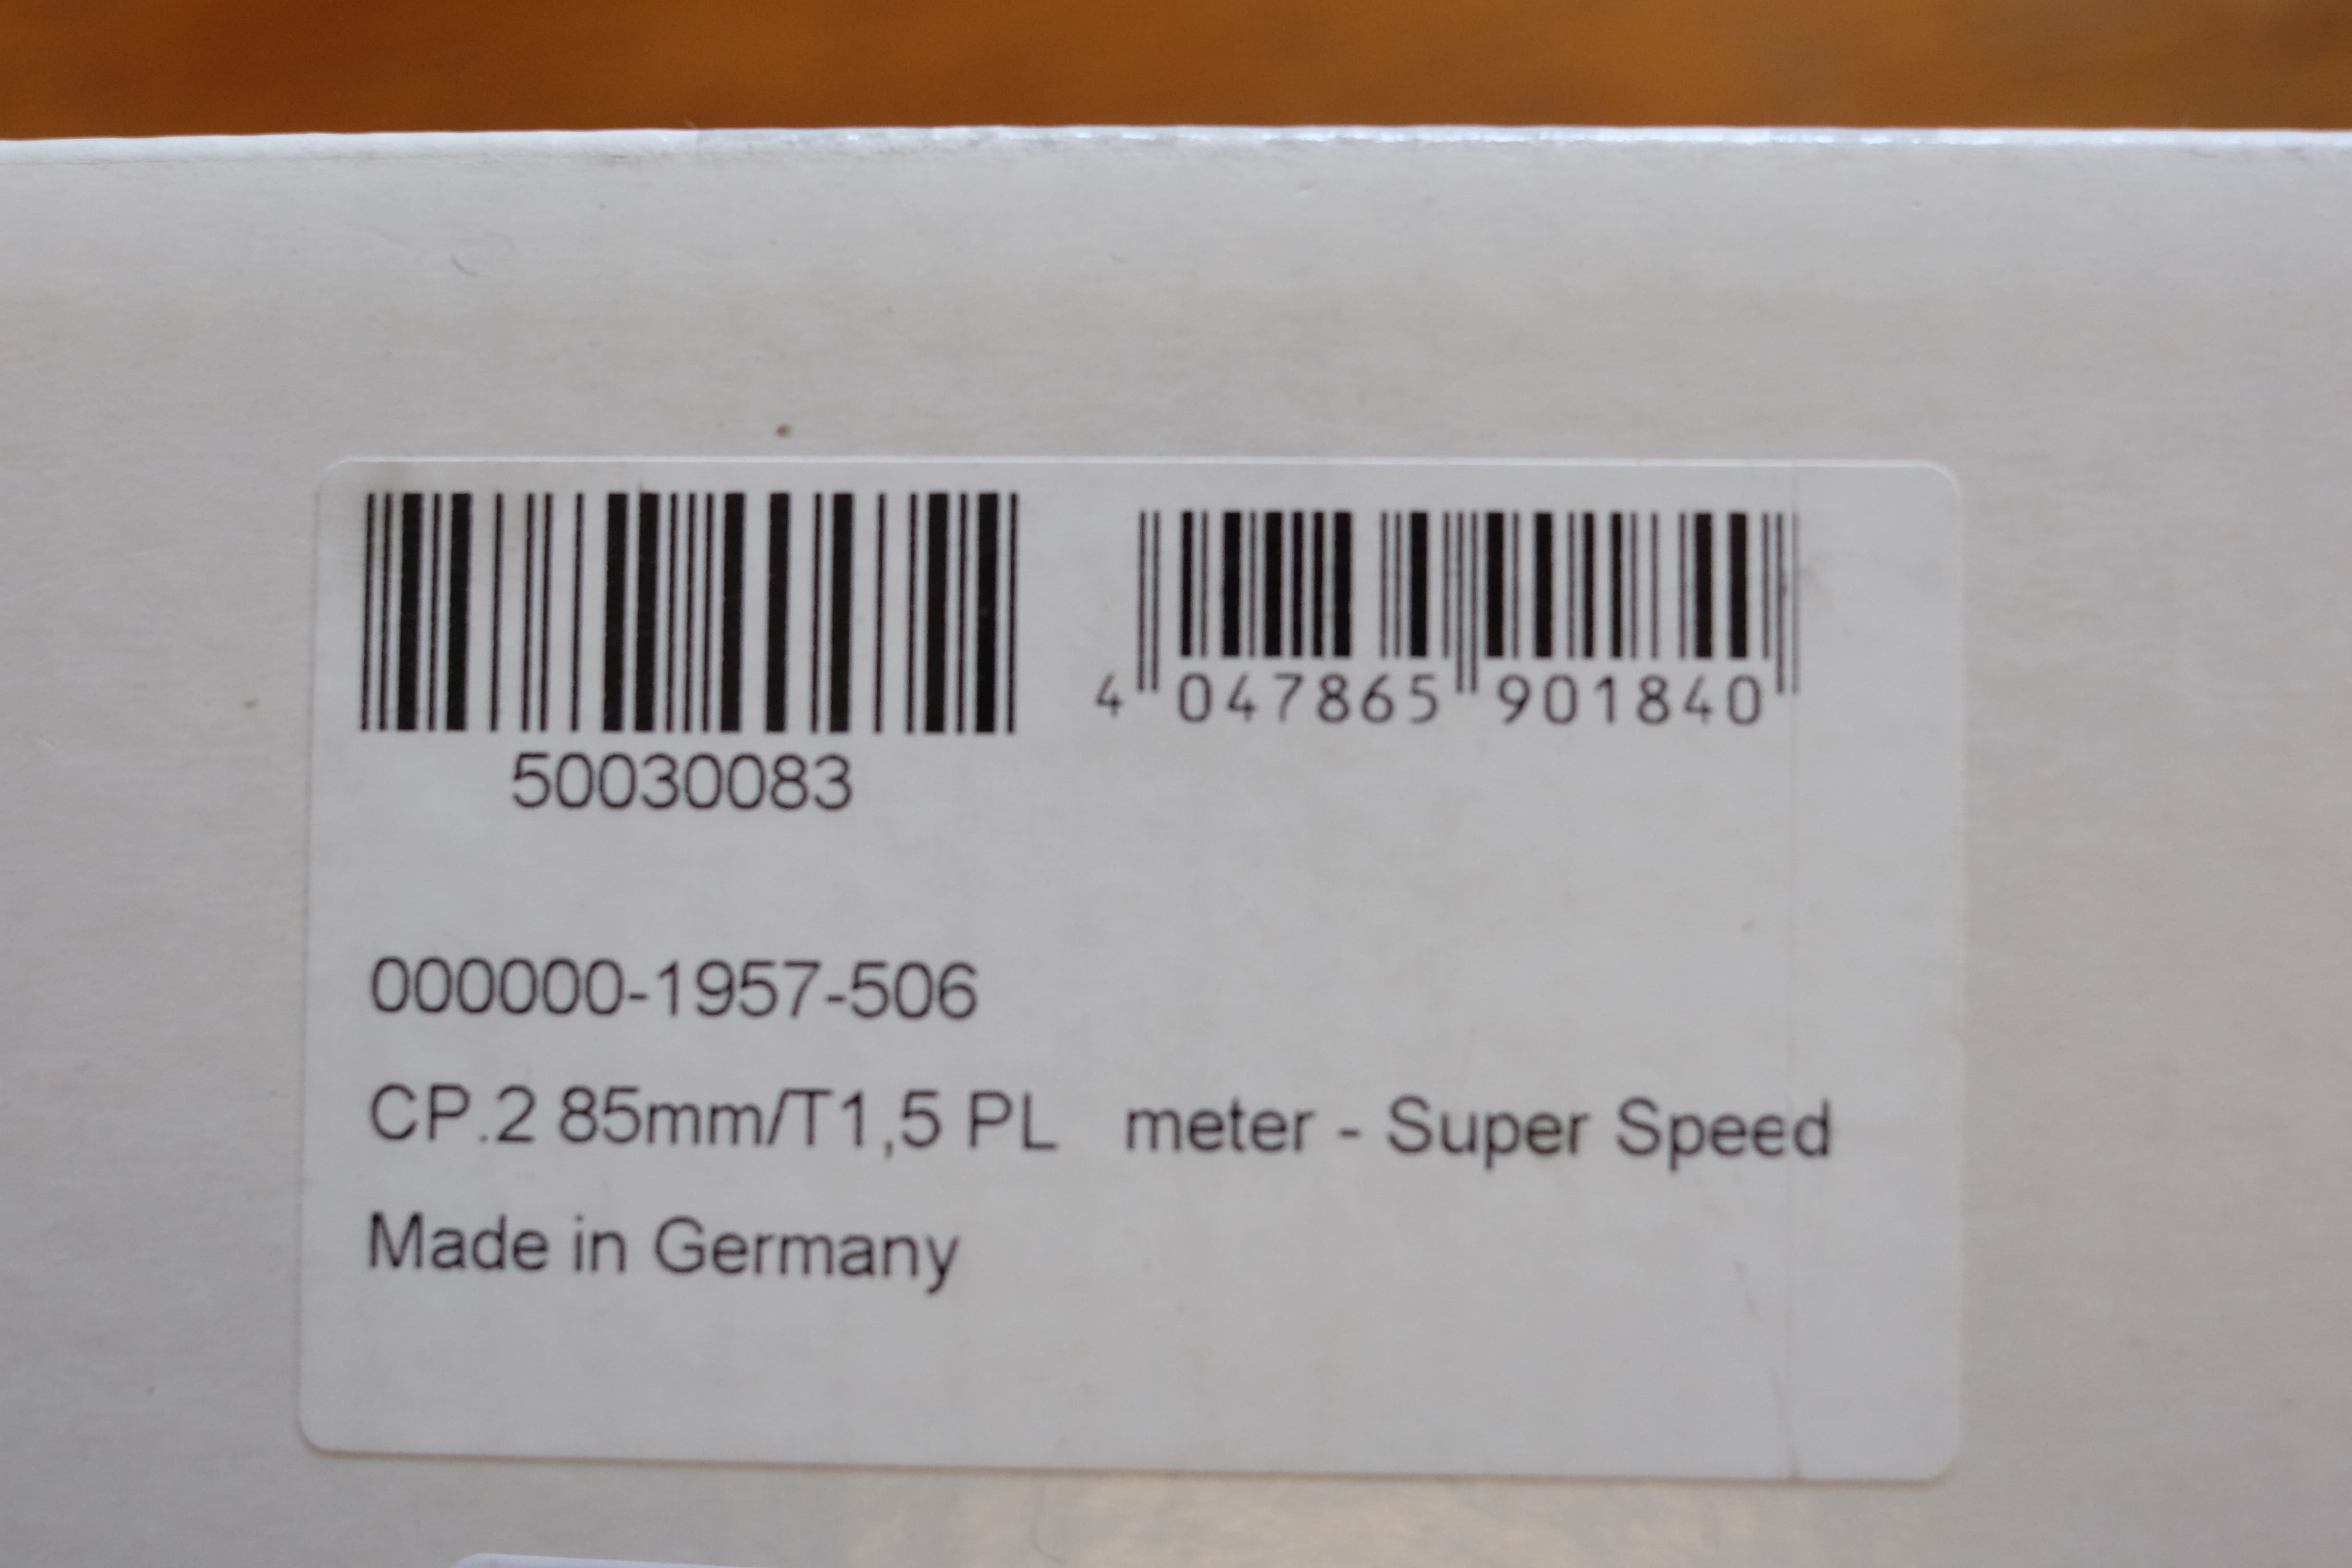 50030083
4 047865 901840
000000-1957-506
CP.2 85mm/T1,5 PL meter - Super Speed
Made in Germany